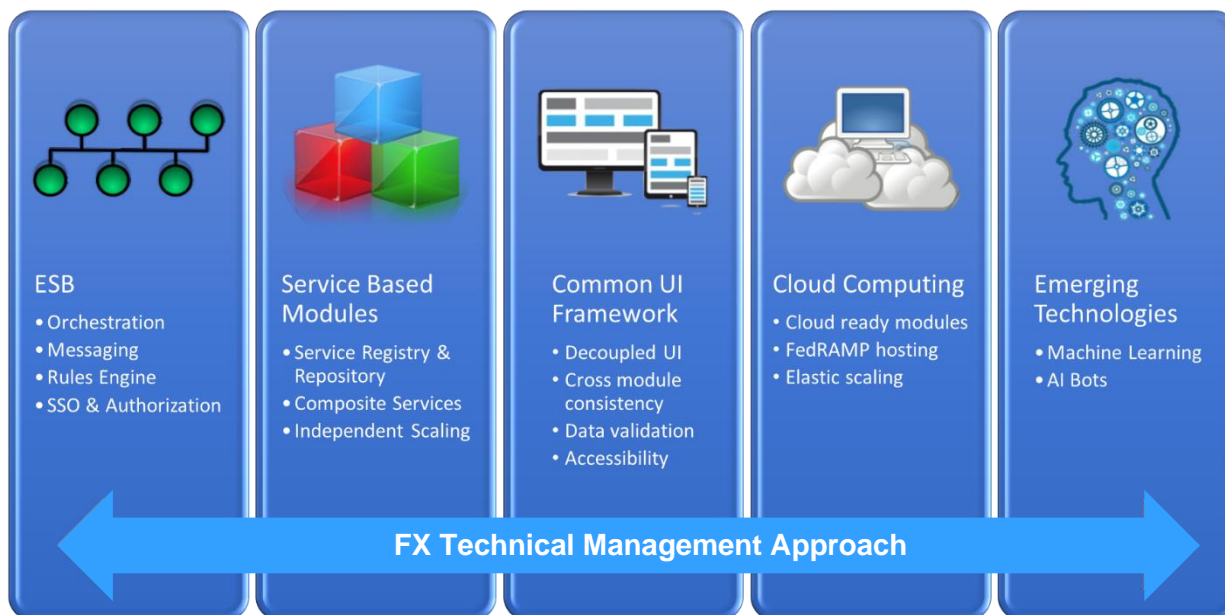 ESB
• Orchestration
• Messaging
• Rules Engine
• SSO & Authorization
Service Based
Modules
• Service Registry &
Repository
• Composite Services
• Independent Scaling
Common UI
Framework
• Decoupled UI
• Cross module
consistency
• Data validation
• Accessibility
Cloud Computing
• Cloud ready modules
• FedRAMP hosting
• Elastic scaling
Emerging
Technologies
• Machine Learning
• AI Bots
FX Technical Management Approach